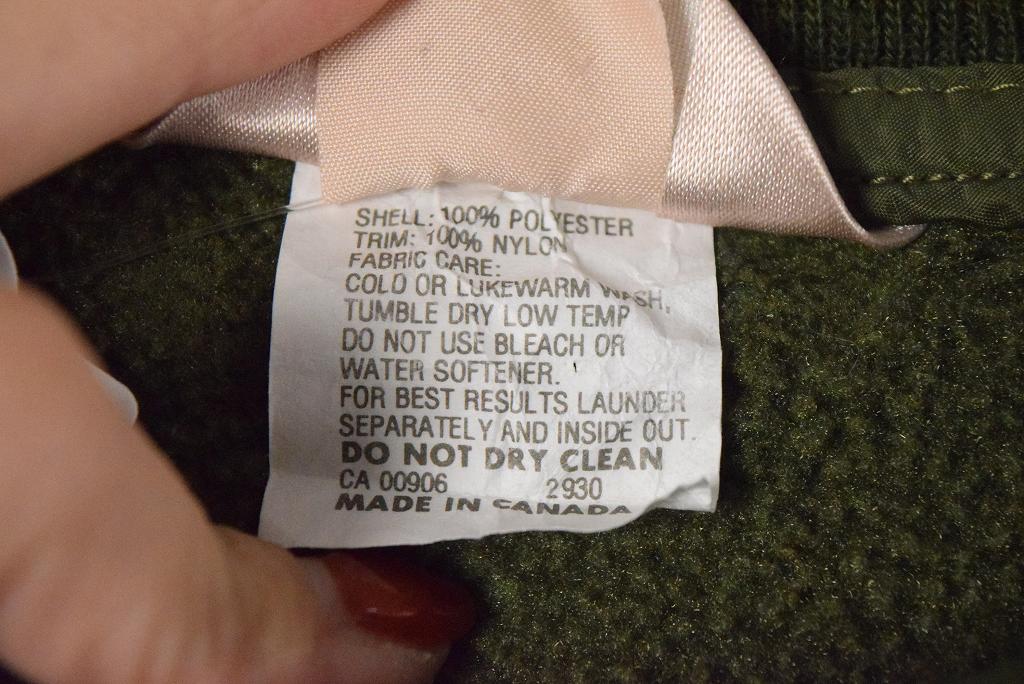 SHELL: 100% POLYESTER
TRIM: 100% NYLON
FABRIC CARE:
COLD OR LUKEWARM WASH,
TUMBLE DRY LOW TEMP
DO NOT USE BLEACH OR
WATER SOFTENER.
FOR BEST RESULTS LAUNDER
SEPARATELY AND INSIDE OUT.
DO NOT DRY CLEAN
CA 00906 2930
MADE IN CANADA